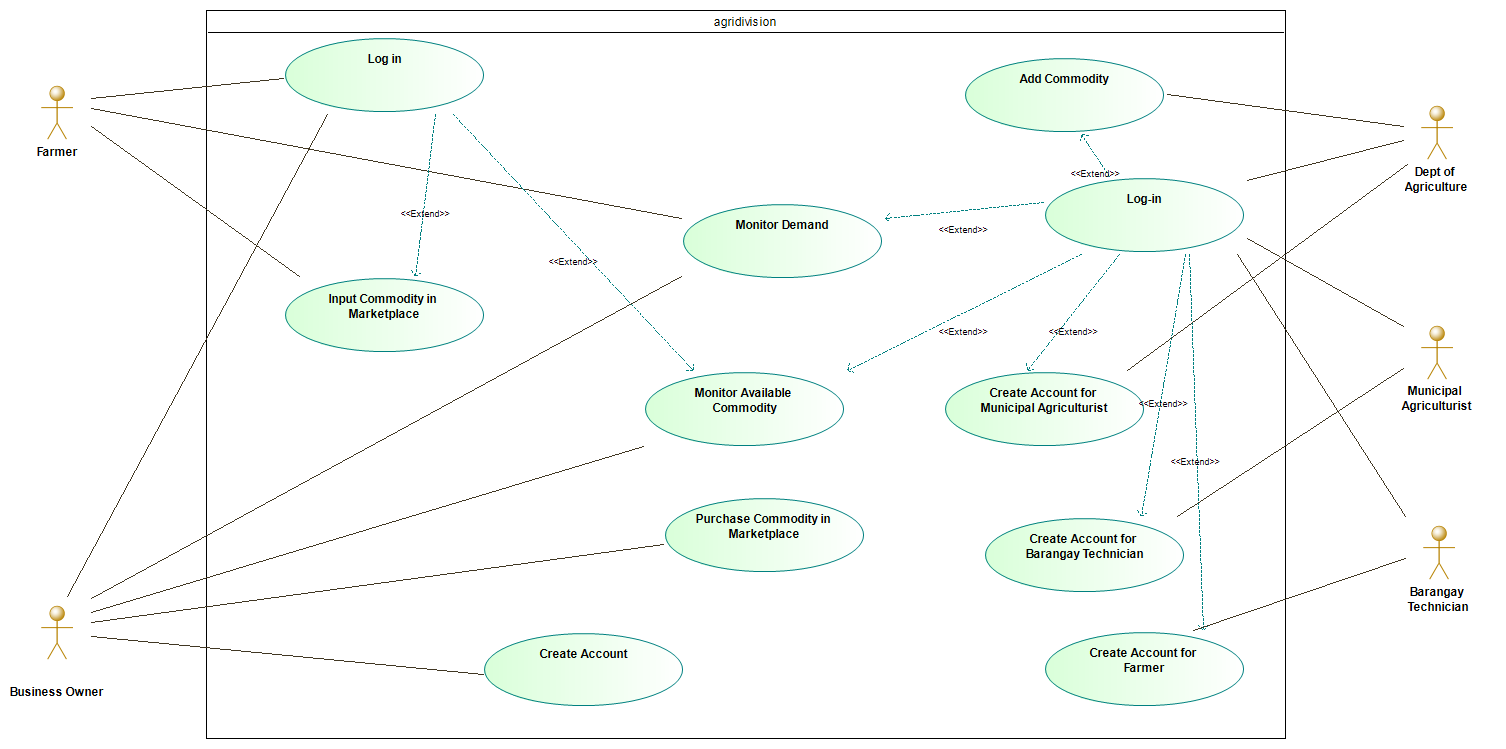 agridivision
Log in
Add Commodity
Farmer
<<Extend>>
Dept of
Agriculture
Log-in
<<Extend>>
Monitor Demand
<<Extend>>
<<Extend>>
Input Commodity in
Marketplace
<<Extend>>
<<Extend>>
Monitor Available
Commodity
Create Account for
Municipal Agriculturist
<<Extend>>
Municipal
Agriculturist
<<Extend>>
Purchase Commodity in
Marketplace
Create Account for
Barangay Technician
Barangay
Technician
Business Owner
Create Account
Create Account for
Farmer